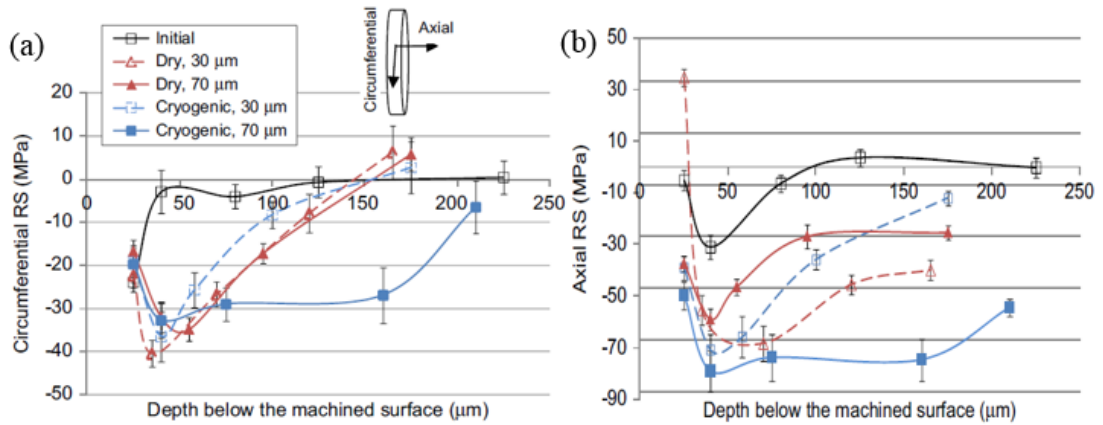 (a)
Initial
Dry, 30 μm
Dry, 70 μm
Cryogenic, 30 μm
Cryogenic, 70 μm
Circumferential
Axial
20
10
0
-10
-20
-30
-40
-50
0
50
100
150
200
250
Circumferential RS (MPa)
Depth below the machined surface (μm)
(b)
50
30
10
-10
-30
-50
-70
-90
0
50
100
150
200
250
Axial RS (MPa)
Depth below the machined surface (μm)